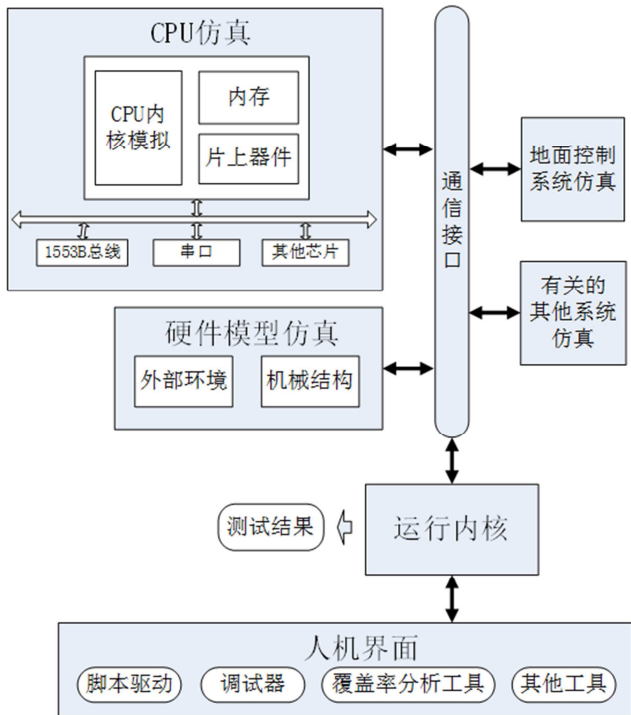 CPU仿真
CPU内
核模拟
内存
片上器件
1553B总线
串口
其他芯片
硬件模型仿真
外部环境
机械结构
通
信
接
口
地面控制
系统仿真
有关的
其他系统
仿真
测试结果
运行内核
人机界面
脚本驱动
调试器
覆盖率分析工具
其他工具